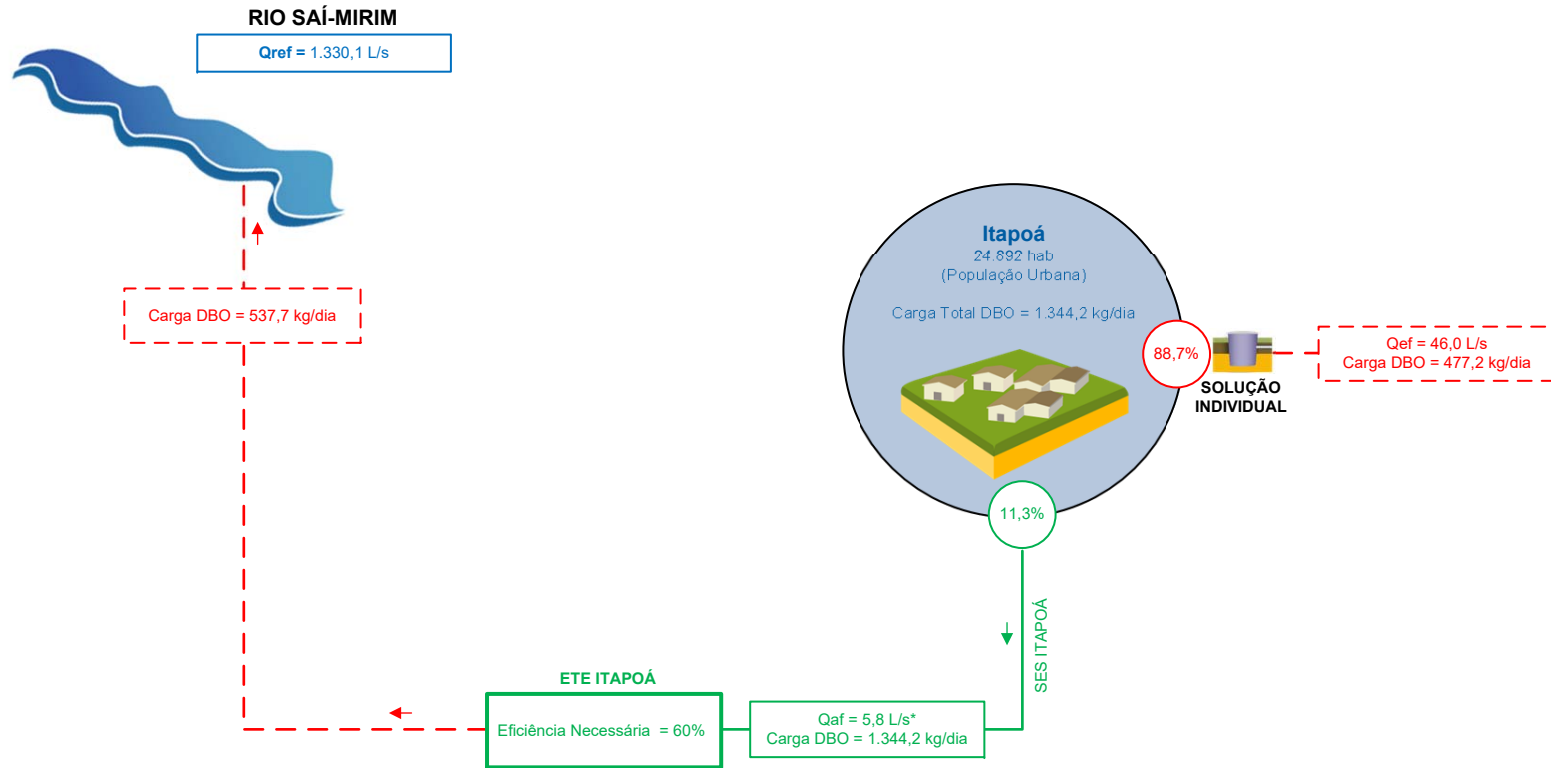 RIO SAÍ-MIRIM
Qref = 1.330,1 L/s
Carga DBO = 537,7 kg/dia
Itapoá
24.892 hab
(População Urbana)
Carga Total DBO = 1.344,2 kg/dia
88,7%
SOLUÇÃO
INDIVIDUAL
Qef = 46,0 L/s
Carga DBO = 477,2 kg/dia
11,3%
SES ITAPOÁ
ETE ITAPOÁ
Eficiência Necessária = 60%
Qaf = 5,8 L/s*
Carga DBO = 1.344,2 kg/dia